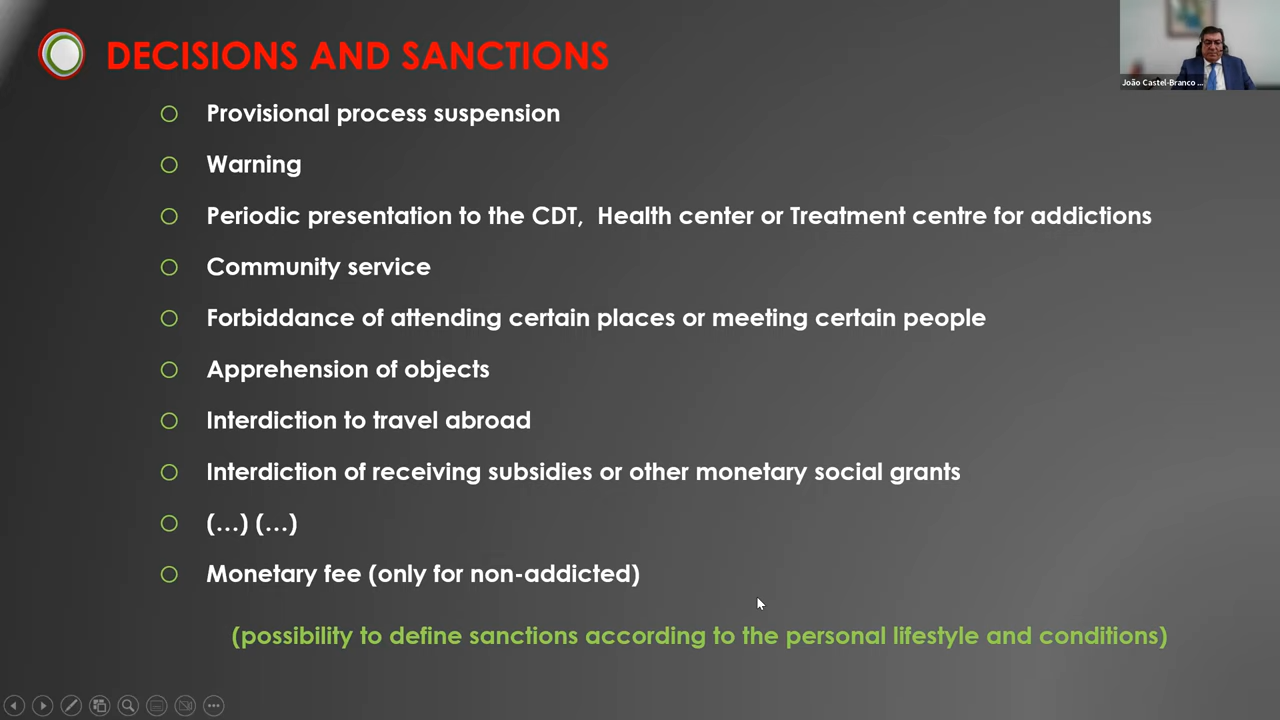 DECISIONS AND SANCTIONS
João Castel-Branco ...
Provisional process suspension
Warning
Periodic presentation to the CDT,  Health center or Treatment centre for addictions
Community service
Forbiddance of attending certain places or meeting certain people
Apprehension of objects
Interdiction to travel abroad
Interdiction of receiving subsidies or other monetary social grants
(…) (…)
Monetary fee (only for non-addicted)
(possibility to define sanctions according to the personal lifestyle and conditions)